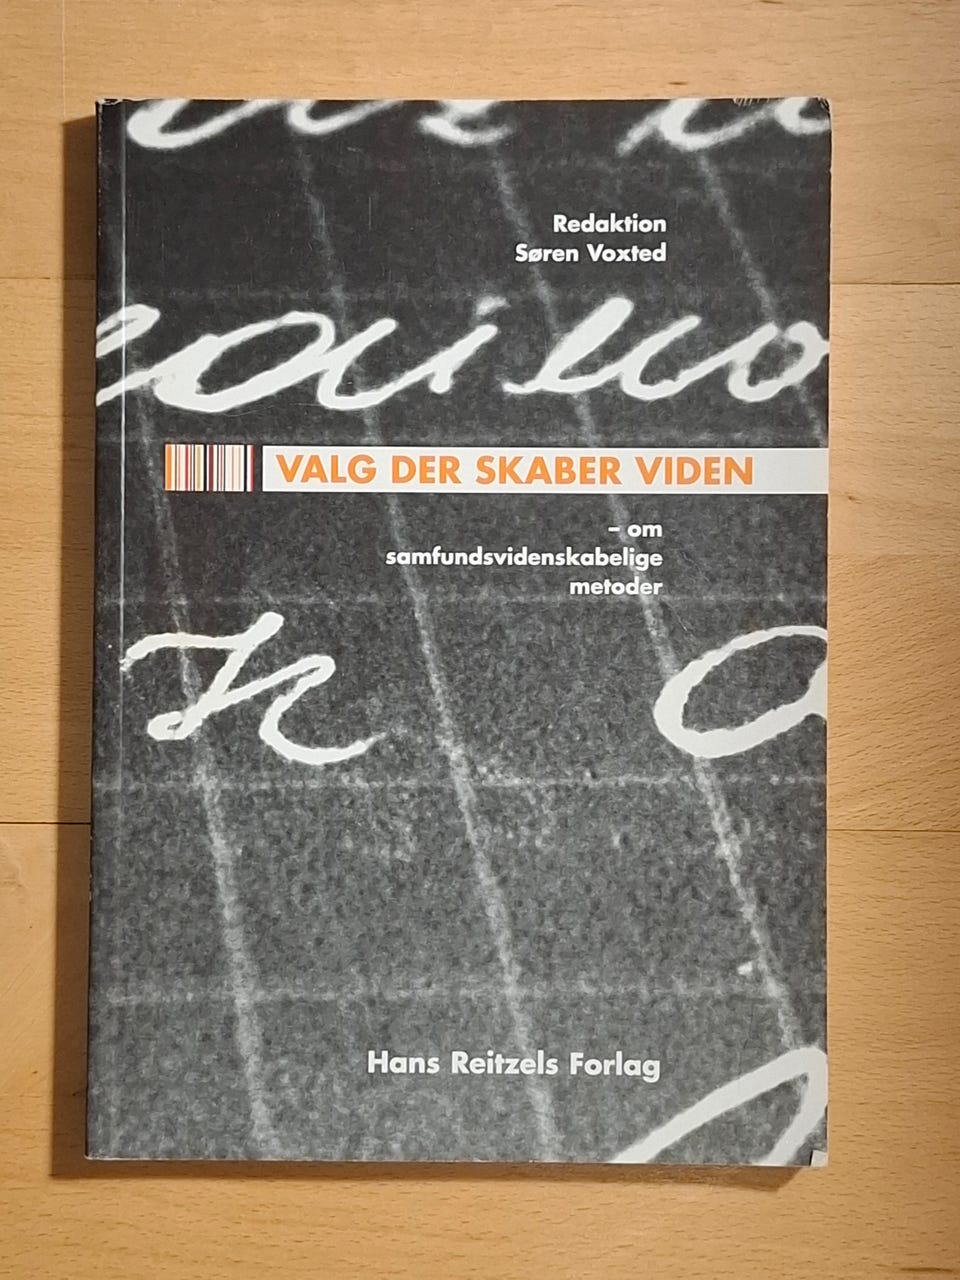 Redaktion
Søren Voxted
VALG DER SKABER VIDEN
– om
samfundsvidenskabelige
metoder
Hans Reitzels Forlag